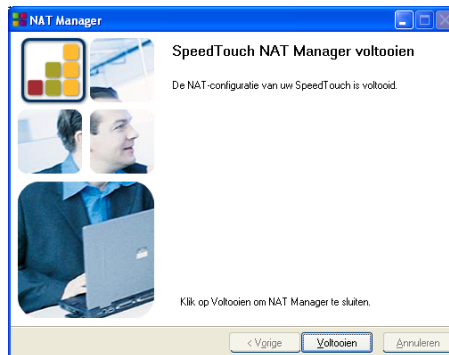 NAT Manager
SpeedTouch NAT Manager voltooien
De NAT-configuratie van uw SpeedTouch is voltooid.
Klik op Voltooien om NAT Manager te sluiten.
< Vorige
Voltooien
Annuleren